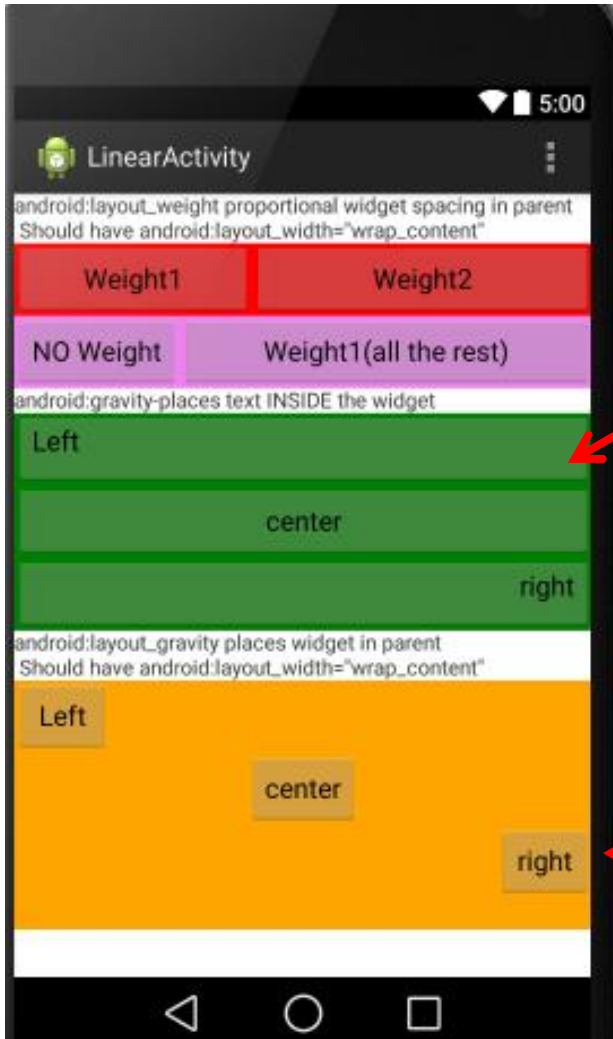 5:00
LinearActivity
android:layout_weight proportional widget spacing in parent
Should have android:layout_width="wrap_content"
Weight1 Weight2
NO Weight Weight1(all the rest)
android:gravity-places text INSIDE the widget
Left
center
right
android:layout_gravity places widget in parent
Should have android:layout_width="wrap_content"
Left
center
right